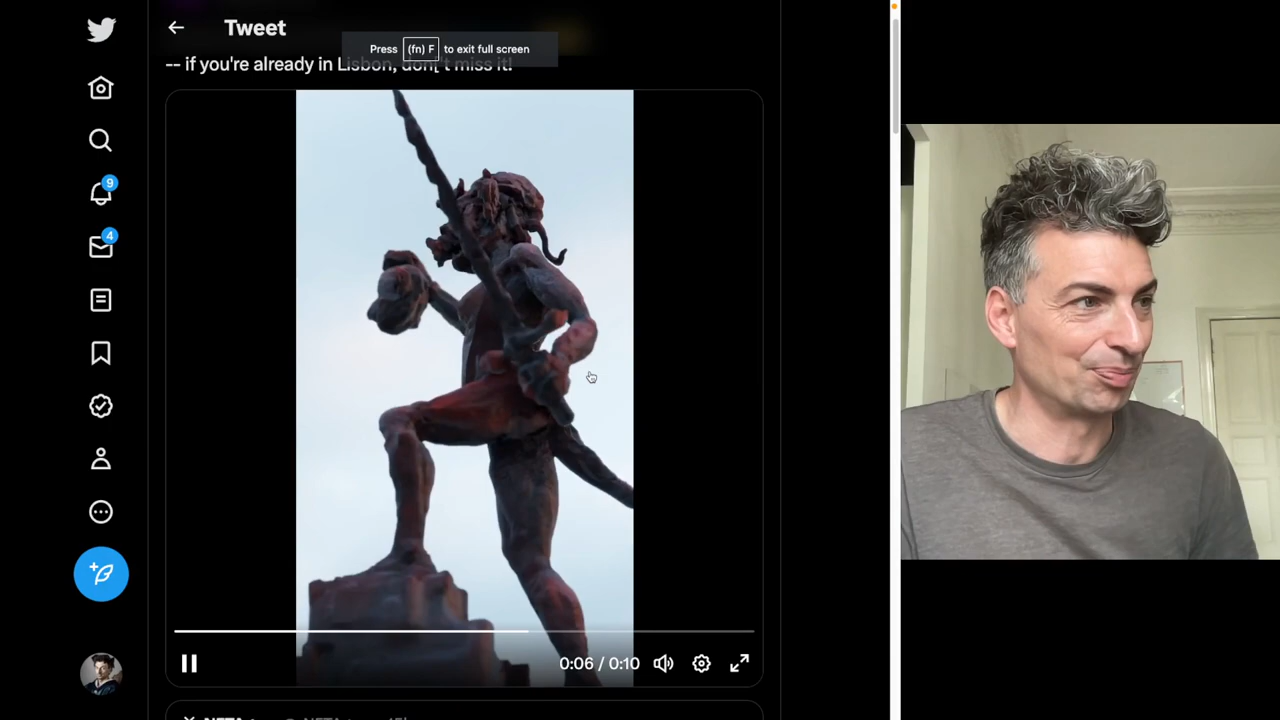 Tweet
Press (fn) F to exit full screen
-- if you're already in Lisbon, don't miss it!
9
4
0:06 / 0:10